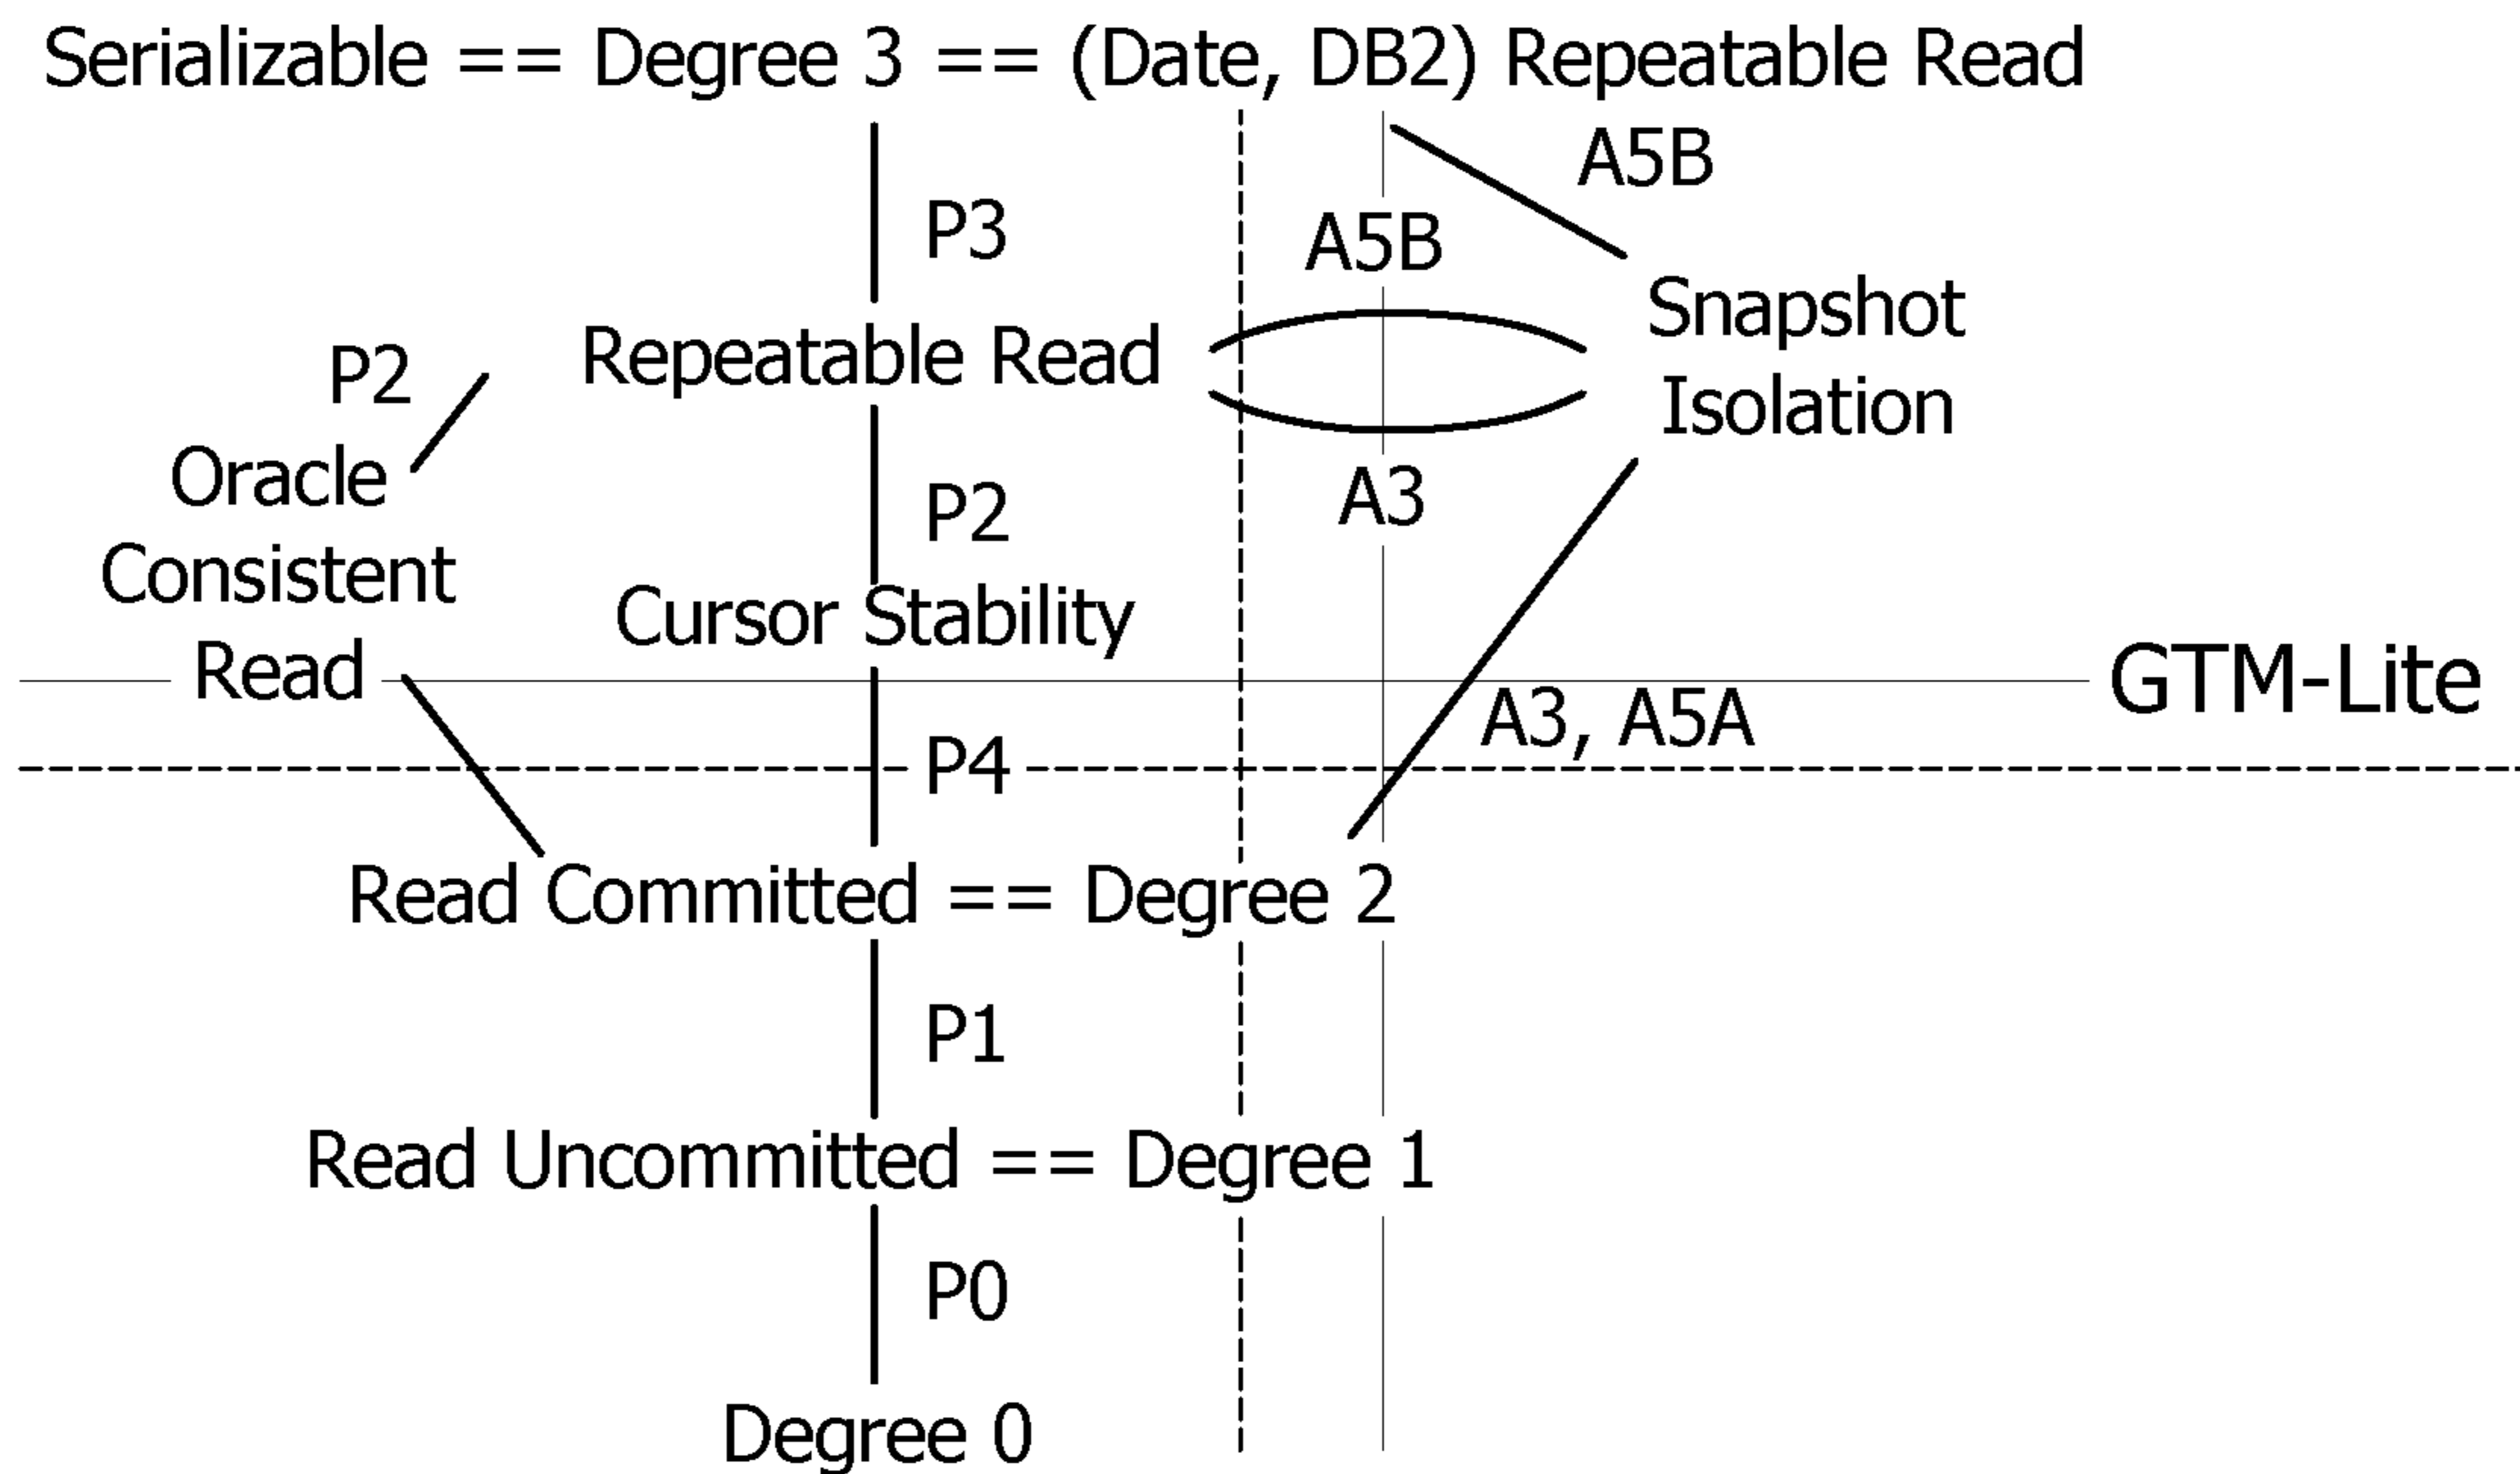 Serializable == Degree 3 == (Date, DB2) Repeatable Read
A5B
P3
A5B
Snapshot
Isolation
Repeatable Read
P2
Oracle
Consistent
Read
A3
P2
Cursor Stability
GTM-Lite
A3, A5A
P4
Read Committed == Degree 2
P1
Read Uncommitted == Degree 1
P0
Degree 0